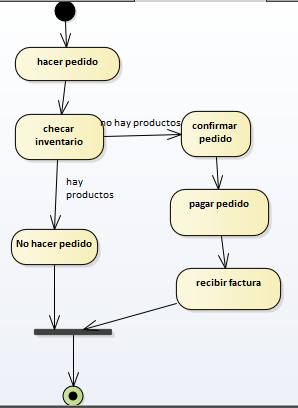 hacer pedido
checar
inventario
no hay productos
confirmar
pedido
hay
productos
pagar pedido
No hacer pedido
recibir factura